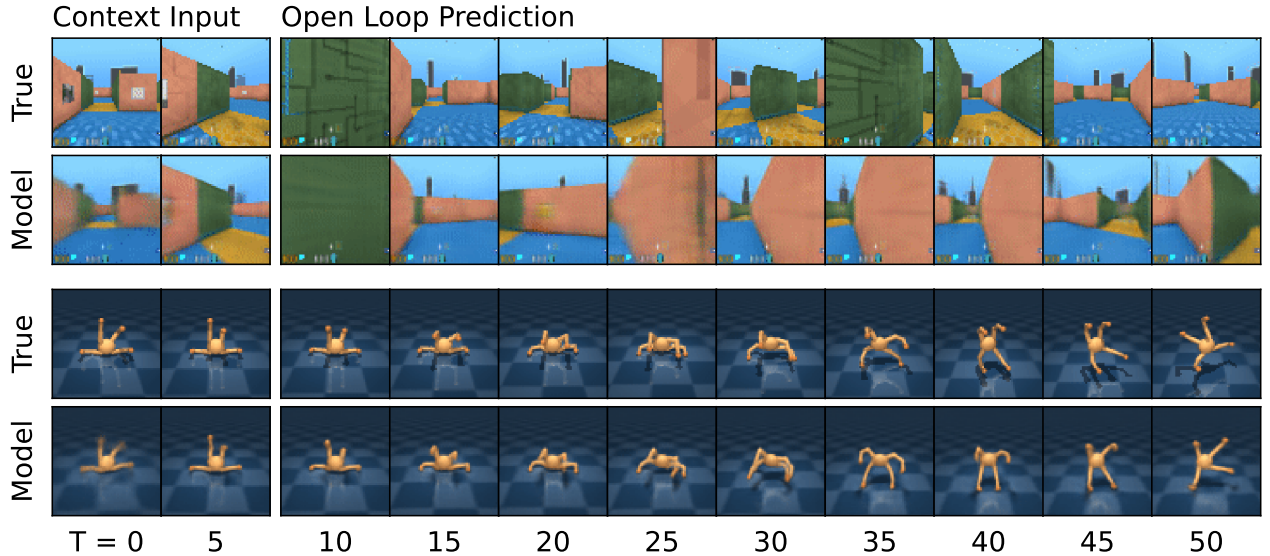 Context Input
Open Loop Prediction
True
Model
True
Model
T = 0 5 10 15 20 25 30 35 40 45 50